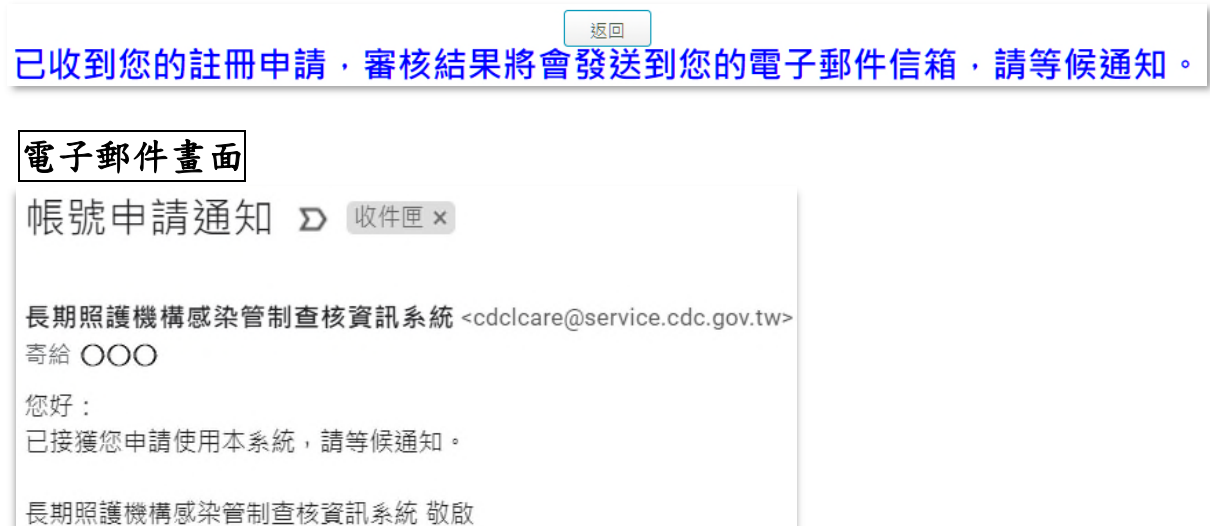 返回
已收到您的註冊申請，審核結果將會發送到您的電子郵件信箱，請等候通知。
電子郵件畫面
帳號申請通知 收件匣 ×
長期照護機構感染管制查核資訊系統 <cdclcare@service.cdc.gov.tw>
寄給 〇〇〇
您好：
已接獲您申請使用本系統，請等候通知。
長期照護機構感染管制查核資訊系統 敬啟